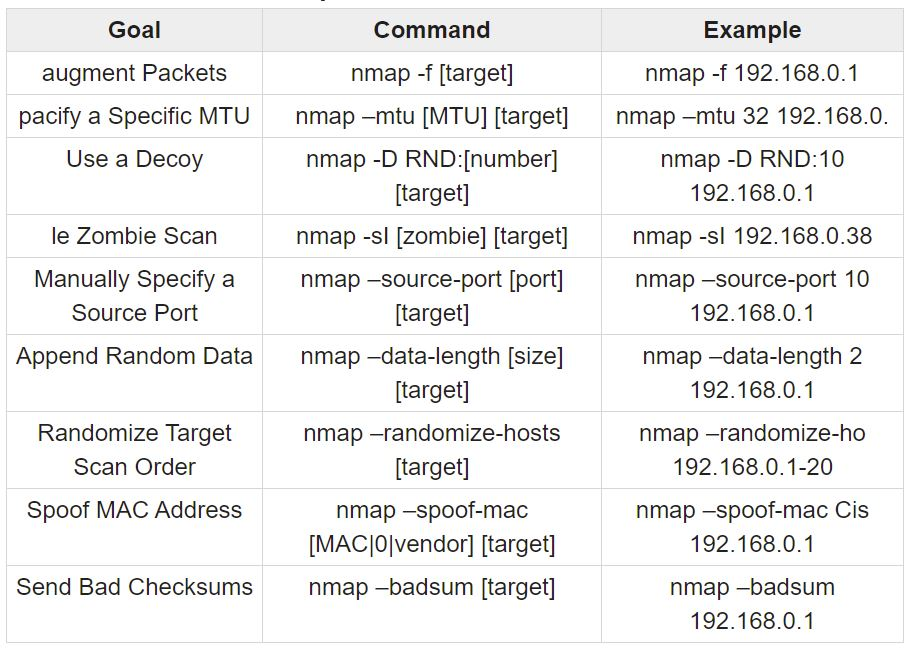 Goal Command Example
augment Packets nmap -f [target] nmap -f 192.168.0.1
pacify a Specific MTU nmap –mtu [MTU] [target] nmap –mtu 32 192.168.0.
Use a Decoy nmap -D RND:[number] nmap -D RND:10
[target] 192.168.0.1
le Zombie Scan nmap -sI [zombie] [target] nmap -sI 192.168.0.38
Manually Specify a nmap –source-port [port] nmap –source-port 10
Source Port [target] 192.168.0.1
Append Random Data nmap –data-length [size] nmap –data-length 2
[target] 192.168.0.1
Randomize Target nmap –randomize-hosts nmap –randomize-ho
Scan Order [target] 192.168.0.1-20
Spoof MAC Address nmap –spoof-mac nmap –spoof-mac Cis
[MAC|0|vendor] [target] 192.168.0.1
Send Bad Checksums nmap –badsum [target] nmap –badsum
192.168.0.1